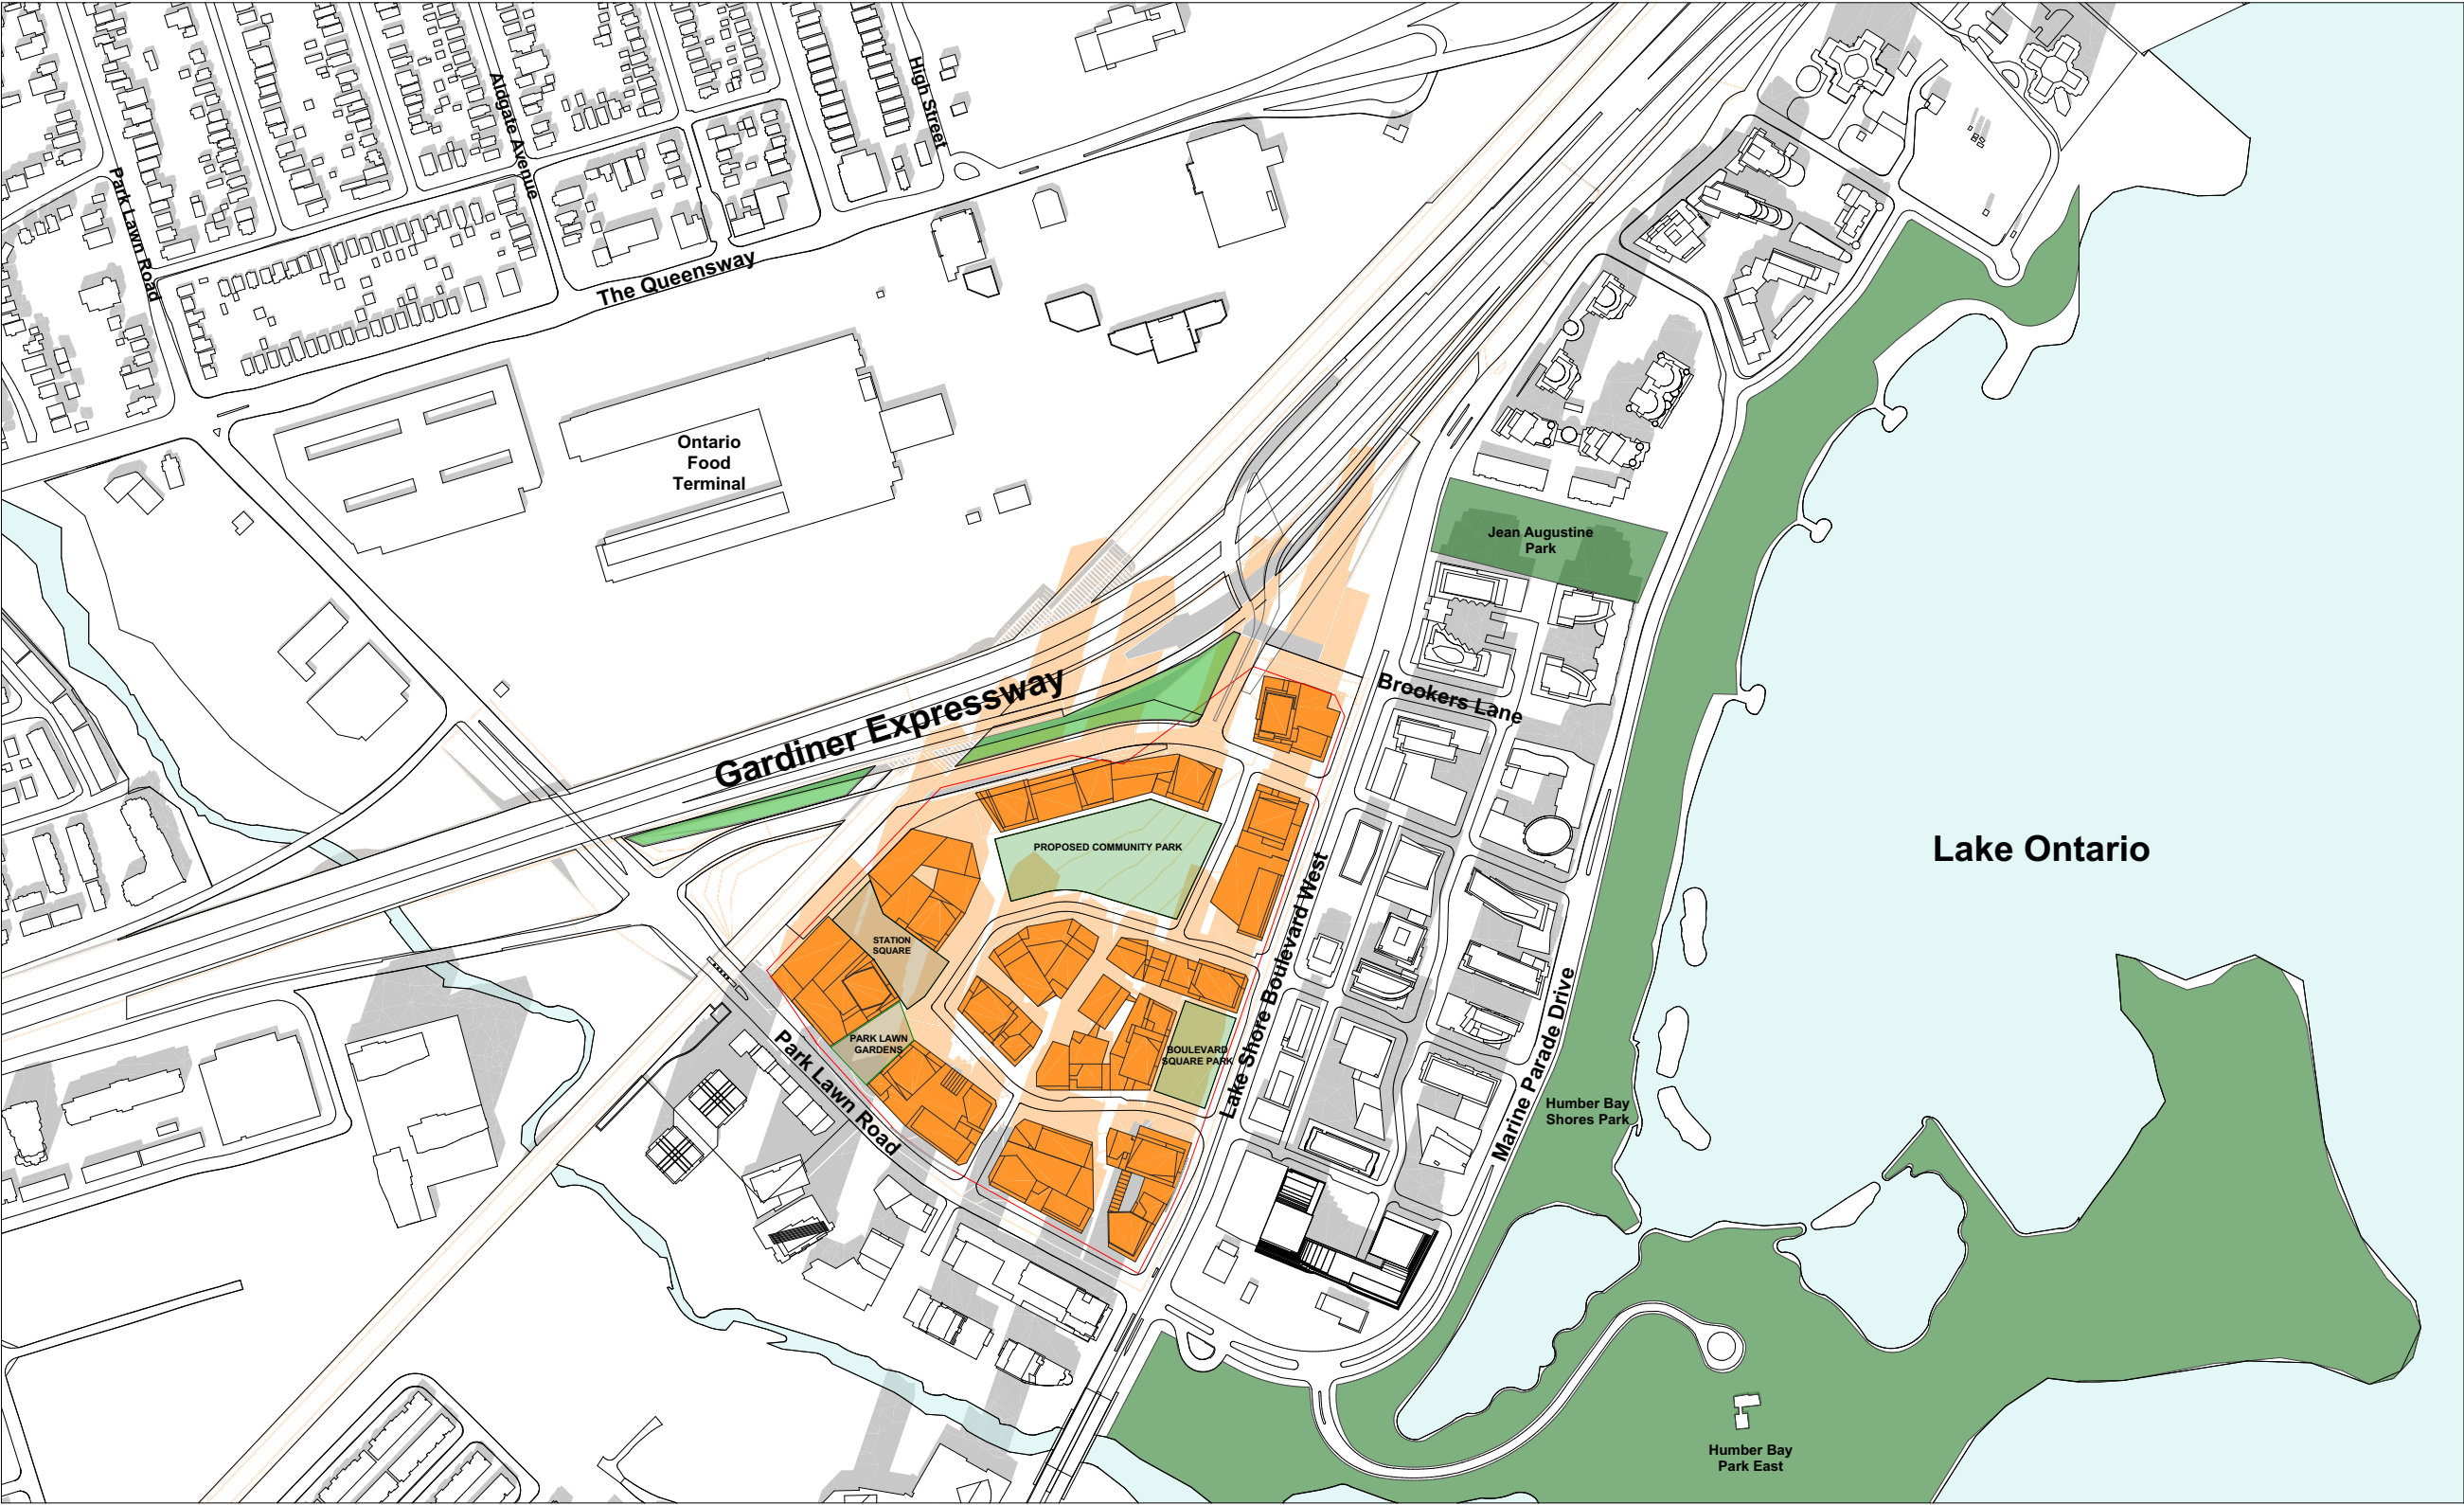 High Street
Aldgate Avenue
Park Lawn Road
The Queensway
Ontario
Food
Terminal
Jean Augustine
Park
Gardiner Expressway
Brookers Lane
PROPOSED COMMUNITY PARK
Lake Ontario
STATION
SQUARE
Lake Shore Boulevard West
PARK LAWN
GARDENS
BOULEVARD
SQUARE PARK
Park Lawn Road
Marine Parade Drive
Humber Bay
Shores Park
Humber Bay
Park East